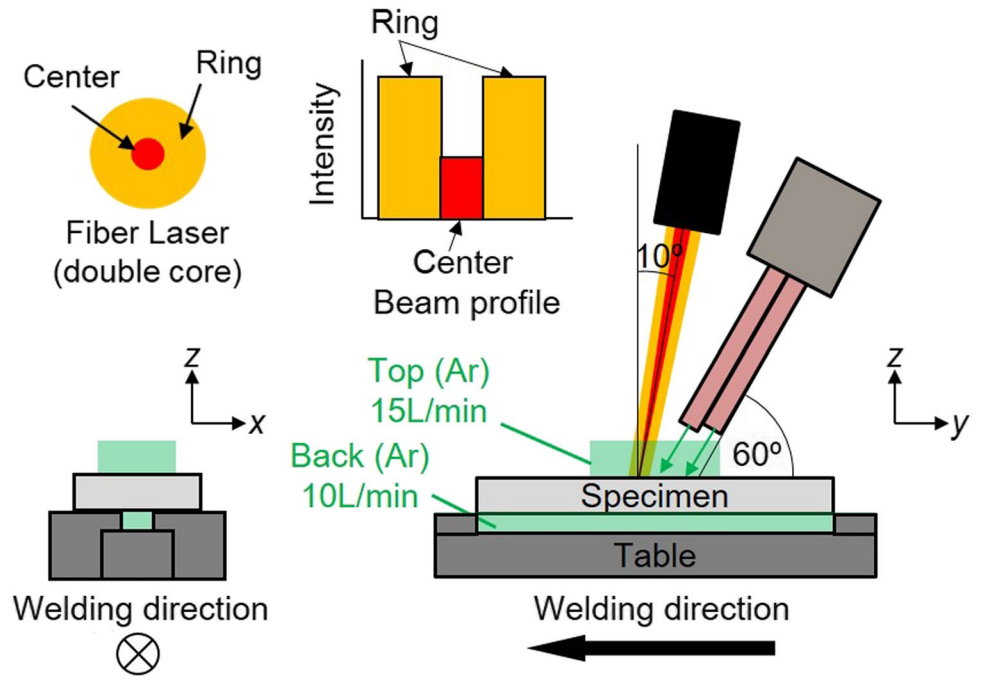 Center
Ring
Fiber Laser
(double core)
Ring
Intensity
Center
Beam profile
10º
Top (Ar)
15L/min
Back (Ar)
10L/min
60º
z
x
z
y
Specimen
Table
Welding direction
Welding direction